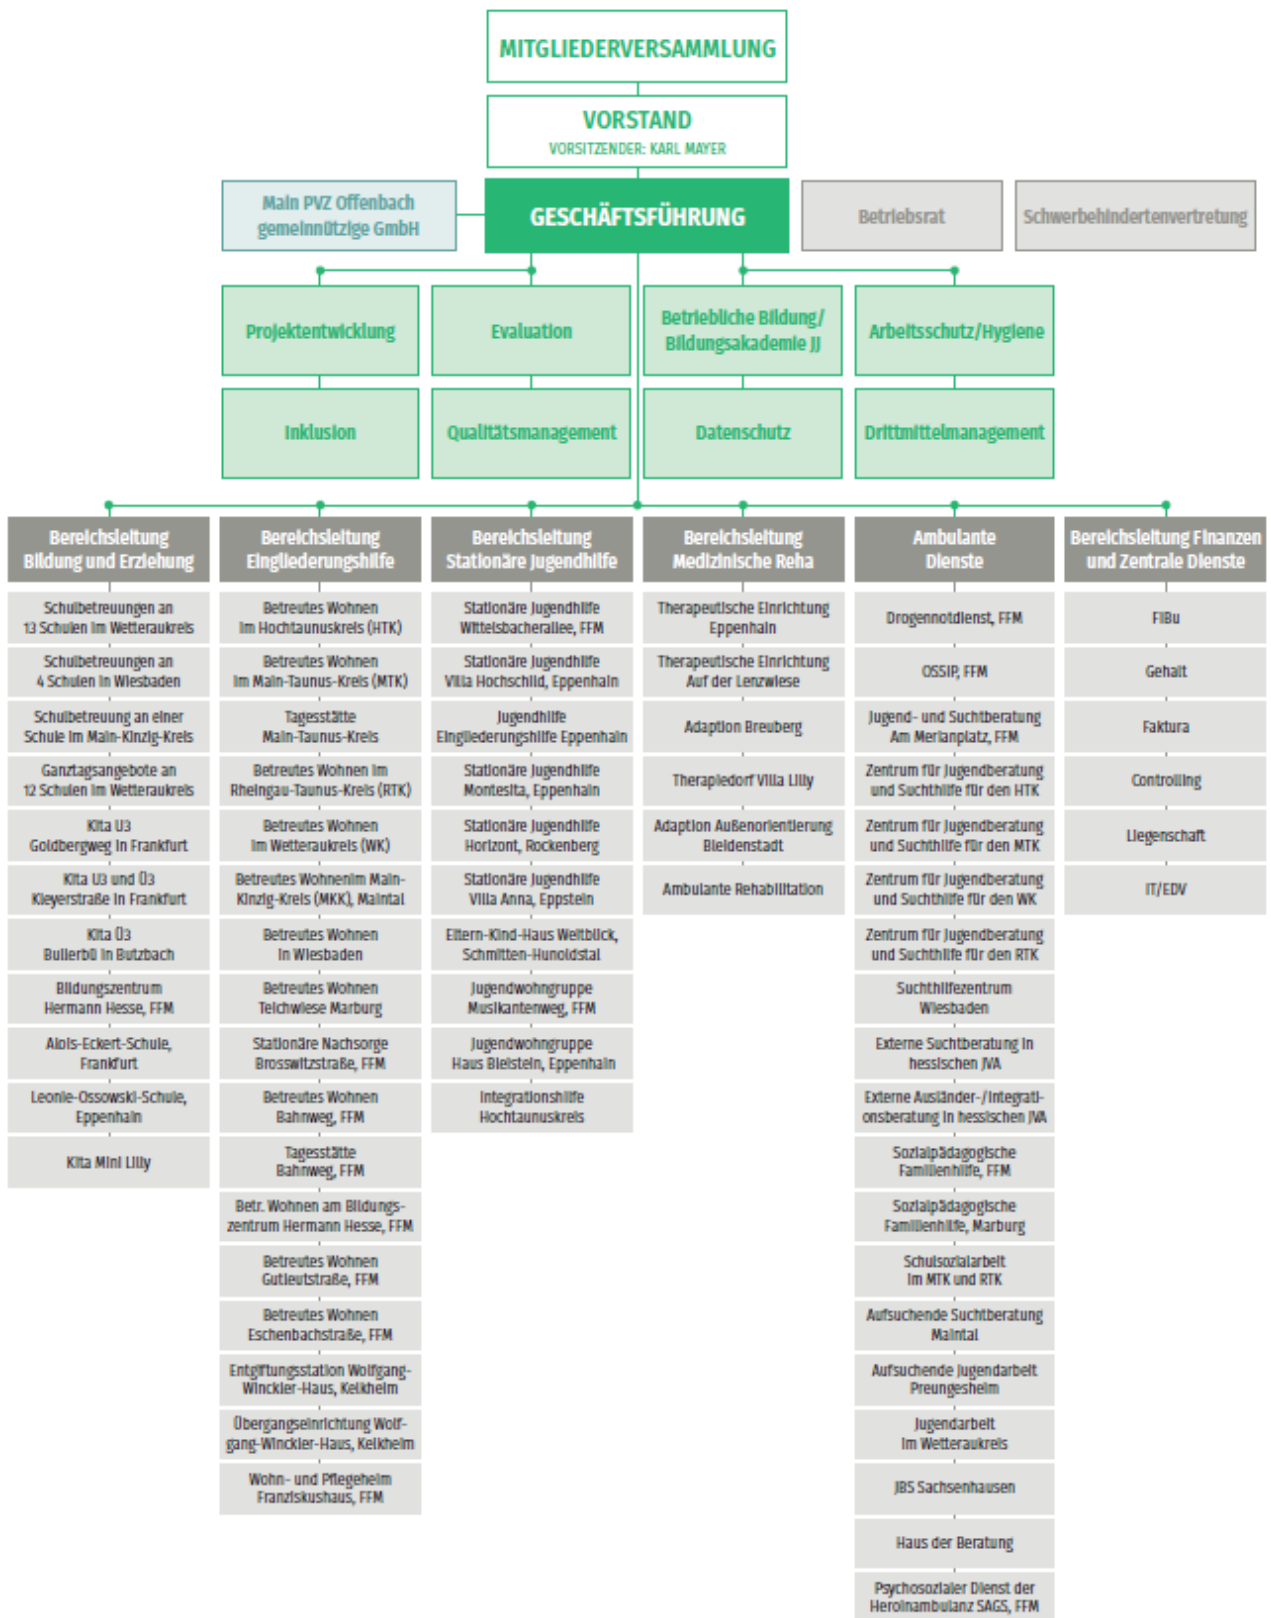 MITGLIEDERVERSAMMLUNG
VORSTAND
VORSITZENDER: KARL MAYER
Main PVZ Offenbach
gemeinnützige GmbH
GESCHÄFTSFÜHRUNG
Betriebsrat
Schwerbehindertenvertretung
Projektentwicklung
Evaluation
Betriebliche Bildung/
Bildungsakademie JJ
Arbeitsschutz/Hygiene
Inklusion
Qualitätsmanagement
Datenschutz
Drittmittelmanagement
Bereichsleitung
Bildung und Erziehung
Schulbetreuungen an
13 Schulen im Wetteraukreis
Schulbetreuungen an
4 Schulen in Wiesbaden
Schulbetreuung an einer
Schule im Main-Kinzig-Kreis
Ganztagsangebote an
12 Schulen im Wetteraukreis
Kita U3
Goldbergweg in Frankfurt
Kita U3 und Ü3
Kleyerstraße in Frankfurt
Kita Ü3
Bullerbü in Butzbach
Bildungszentrum
Hermann Hesse, FFM
Alois-Eckert-Schule,
Frankfurt
Leonie-Ossowski-Schule,
Eppenhain
Kita Mini Lilly
Bereichsleitung
Eingliederungshilfe
Betreutes Wohnen
im Hochtaunuskreis (HTK)
Betreutes Wohnen
im Main-Taunus-Kreis (MTK)
Tagesstätte
Main-Taunus-Kreis
Betreutes Wohnen im
Rheingau-Taunus-Kreis (RTK)
Betreutes Wohnen
im Wetteraukreis (WK)
Betreutes Wohnenim Main-
Kinzig-Kreis (MKK), Maintal
Betreutes Wohnen
in Wiesbaden
Betreutes Wohnen
Teichwiese Marburg
Stationäre Nachsorge
Brosswitzstraße, FFM
Betreutes Wohnen
Bahnweg, FFM
Tagesstätte
Bahnweg, FFM
Betr. Wohnen am Bildungs-
zentrum Hermann Hesse, FFM
Betreutes Wohnen
Gutleutstraße, FFM
Betreutes Wohnen
Eschenbachstraße, FFM
Entgiftungsstation Wolfgang-
Winckler-Haus, Kelkheim
Übergangseinrichtung Wolf-
gang-Winckler-Haus, Kelkheim
Wohn- und Pflegeheim
Franziskushaus, FFM
Bereichsleitung
Stationäre Jugendhilfe
Stationäre Jugendhilfe
Wittelsbacherallee, FFM
Stationäre Jugendhilfe
Villa Hochschild, Eppenhain
Jugendhilfe
Eingliederungshilfe Eppenhain
Stationäre Jugendhilfe
Montesita, Eppenhain
Stationäre Jugendhilfe
Horizont, Rockenberg
Stationäre Jugendhilfe
Villa Anna, Eppstein
Eltern-Kind-Haus Weitblick,
Schmitten-Hunoldstal
Jugendwohngruppe
Musikantenweg, FFM
Jugendwohngruppe
Haus Bleistein, Eppenhain
Integrationshilfe
Hochtaunuskreis
Bereichsleitung
Medizinische Reha
Therapeutische Einrichtung
Eppenhain
Therapeutische Einrichtung
Auf der Lenzwiese
Adaption Breuberg
Therapiedorf Villa Lilly
Adaption Außenorientierung
Bleidenstadt
Ambulante Rehabilitation
Ambulante
Dienste
Drogennotdienst, FFM
OSSIP, FFM
Jugend- und Suchtberatung
Am Merianplatz, FFM
Zentrum für Jugendberatung
und Suchthilfe für den HTK
Zentrum für Jugendberatung
und Suchthilfe für den MTK
Zentrum für Jugendberatung
und Suchthilfe für den WK
Zentrum für Jugendberatung
und Suchthilfe für den RTK
Suchthilfezentrum
Wiesbaden
Externe Suchtberatung in
hessischen JVA
Externe Ausländer-/Integrati-
onsberatung in hessischen JVA
Sozialpädagogische
Familienhilfe, FFM
Sozialpädagogische
Familienhilfe, Marburg
Schulsozialarbeit
im MTK und RTK
Aufsuchende Suchtberatung
Maintal
Aufsuchende Jugendarbeit
Preungesheim
Jugendarbeit
im Wetteraukreis
JBS Sachsenhausen
Haus der Beratung
Psychosozialer Dienst der
Heroinambulanz SAGS, FFM
Bereichsleitung Finanzen
und Zentrale Dienste
FiBu
Gehalt
Faktura
Controlling
Liegenschaft
IT/EDV